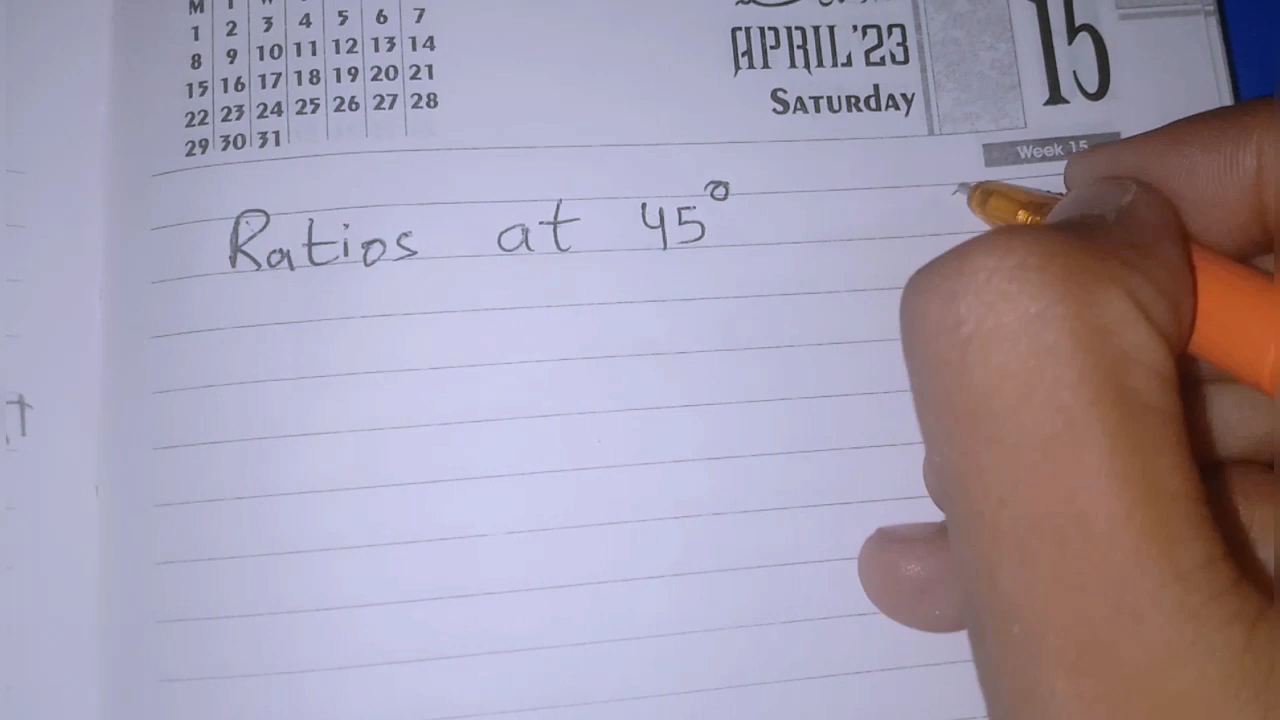 M
1 2 3 4 5 6 7
8 9 10 11 12 13 14
15 16 17 18 19 20 21
22 23 24 25 26 27 28
29 30 31
APRIL'23
Saturday
15
Week 15
Ratios at 45°